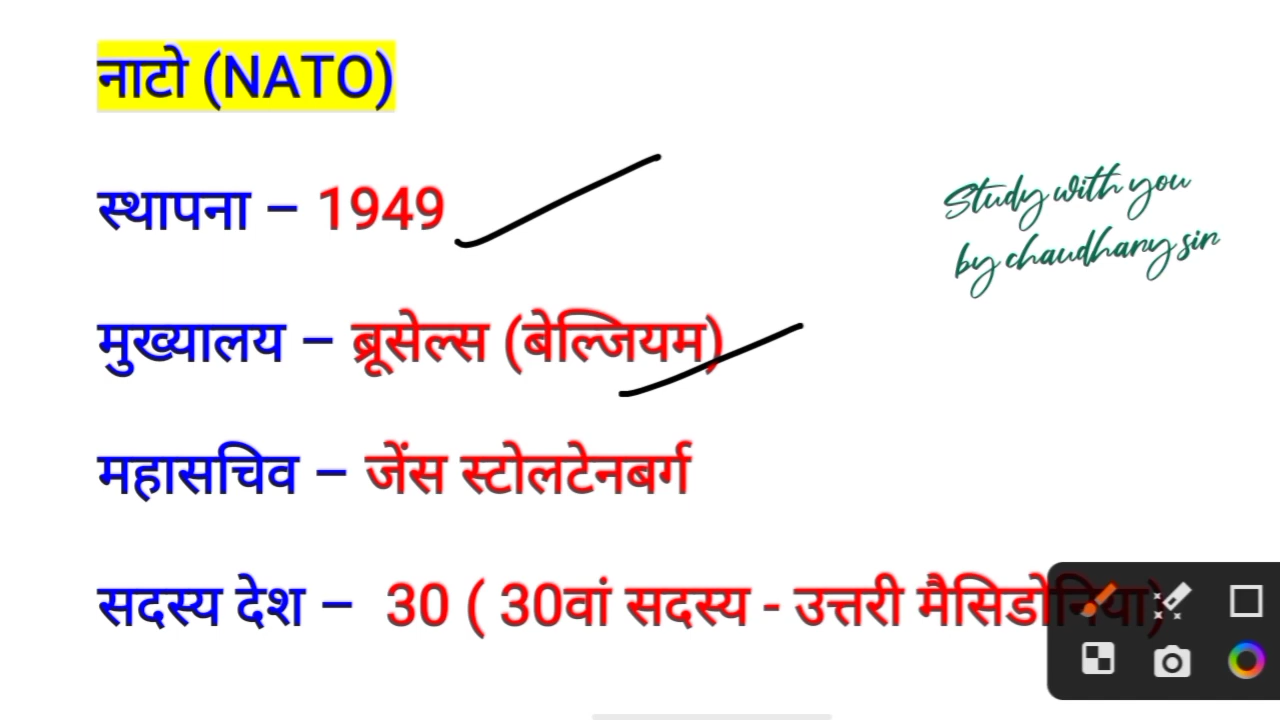 नाटो (NATO)
स्थापना – 1949
मुख्यालय – ब्रूसेल्स (बेल्जियम)
महासचिव – जेंस स्टोलटेनबर्ग
सदस्य देश – 30 ( 30वां सदस्य - उत्तरी मैसिडोनिया)
Study with you
by chaudhary sir